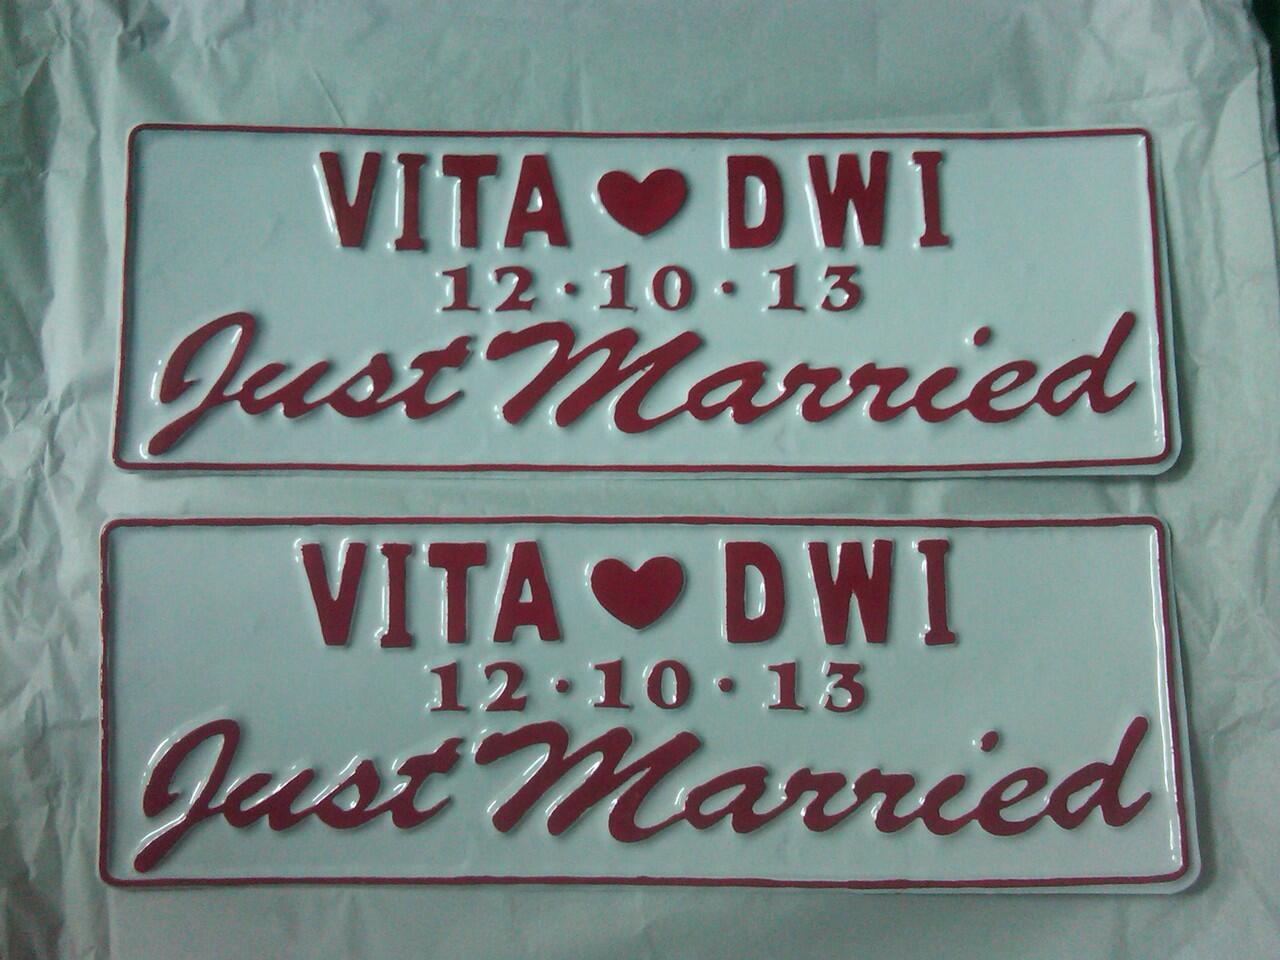 VITA ♥ DWI
12·10·13
Just Married
VITA ♥ DWI
12·10·13
Just Married